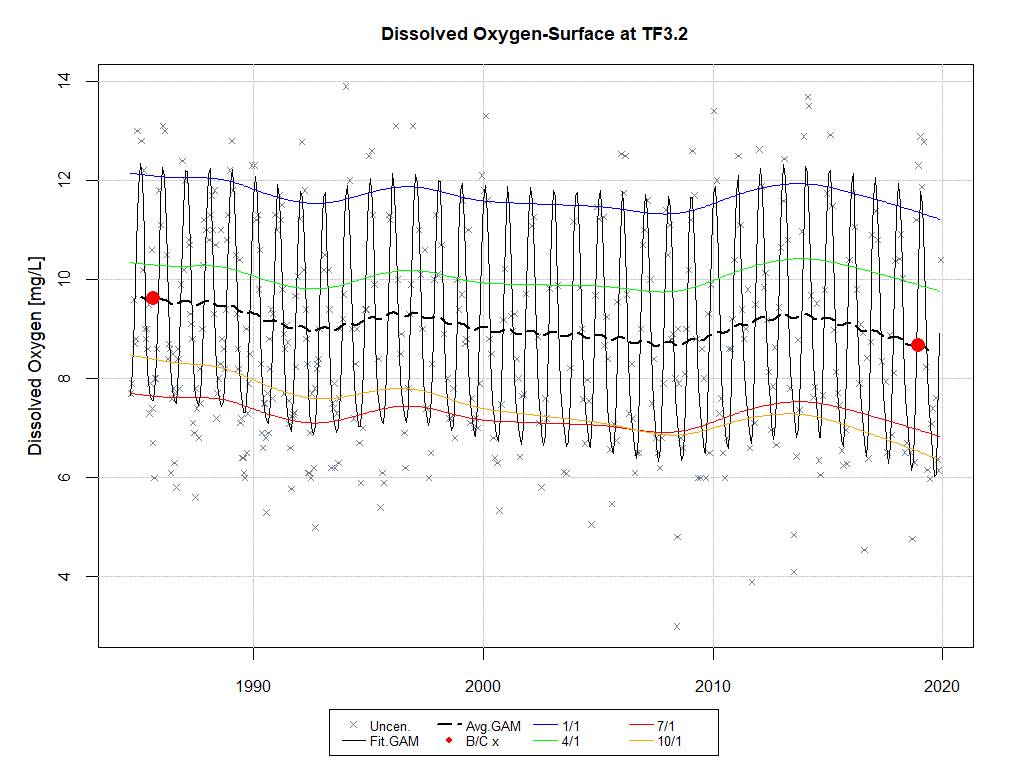 Dissolved Oxygen-Surface at TF3.2
Dissolved Oxygen [mg/L]
14
12
10
8
6
4
1990 2000 2010 2020
Uncen. Avg.GAM 1/1 7/1
Fit.GAM B/C x 4/1 10/1